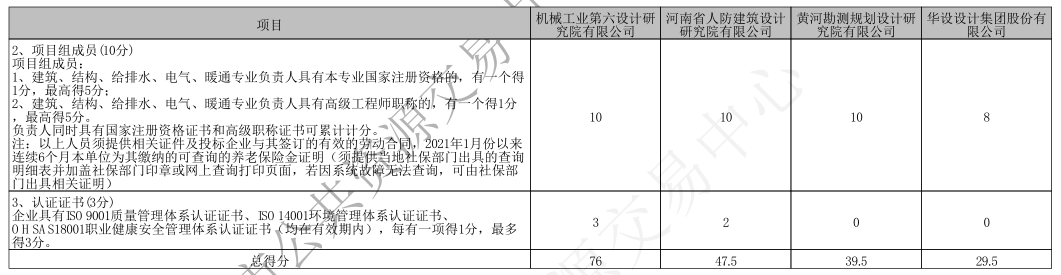 项目
机械工业第六设计研
究院有限公司
河南省人防建筑设计
研究院有限公司
黄河勘测规划设计研
究院有限公司
华设设计集团股份有
限公司
2、项目组成员(10分)
项目组成员:
1、建筑、结构、给排水、电气、暖通专业负责人具有本专业国家注册资格的,有一个得
1分,最高得5分;
2、建筑、结构、给排水、电气、暖通专业负责人具有高级工程师职称的,有一个得1分
,最高得5分。
负责人同时具有国家注册资格证书和高级职称证书可累计计分。
注:以上人员须提供相关证件及投标企业与其签订的有效的劳动合同,2021年1月份以来
连续6个月本单位为其缴纳的可查询的养老保险金证明(须提供当地社保部门出具的查询
明细表并加盖社保部门印章或网上查询打印页面,若因系统故障无法查询,可由社保部
门出具相关证明)
10
10
10
8
3、认证证书(3分)
企业具有ISO 9001质量管理体系认证证书、ISO 14001环境管理体系认证证书、
OHSAS18001职业健康安全管理体系认证证书(均在有效期内),每有一项得1分,最多
得3分。
3
2
0
0
总得分
76
47.5
39.5
29.5
市公共资源交易中心
源交易中心